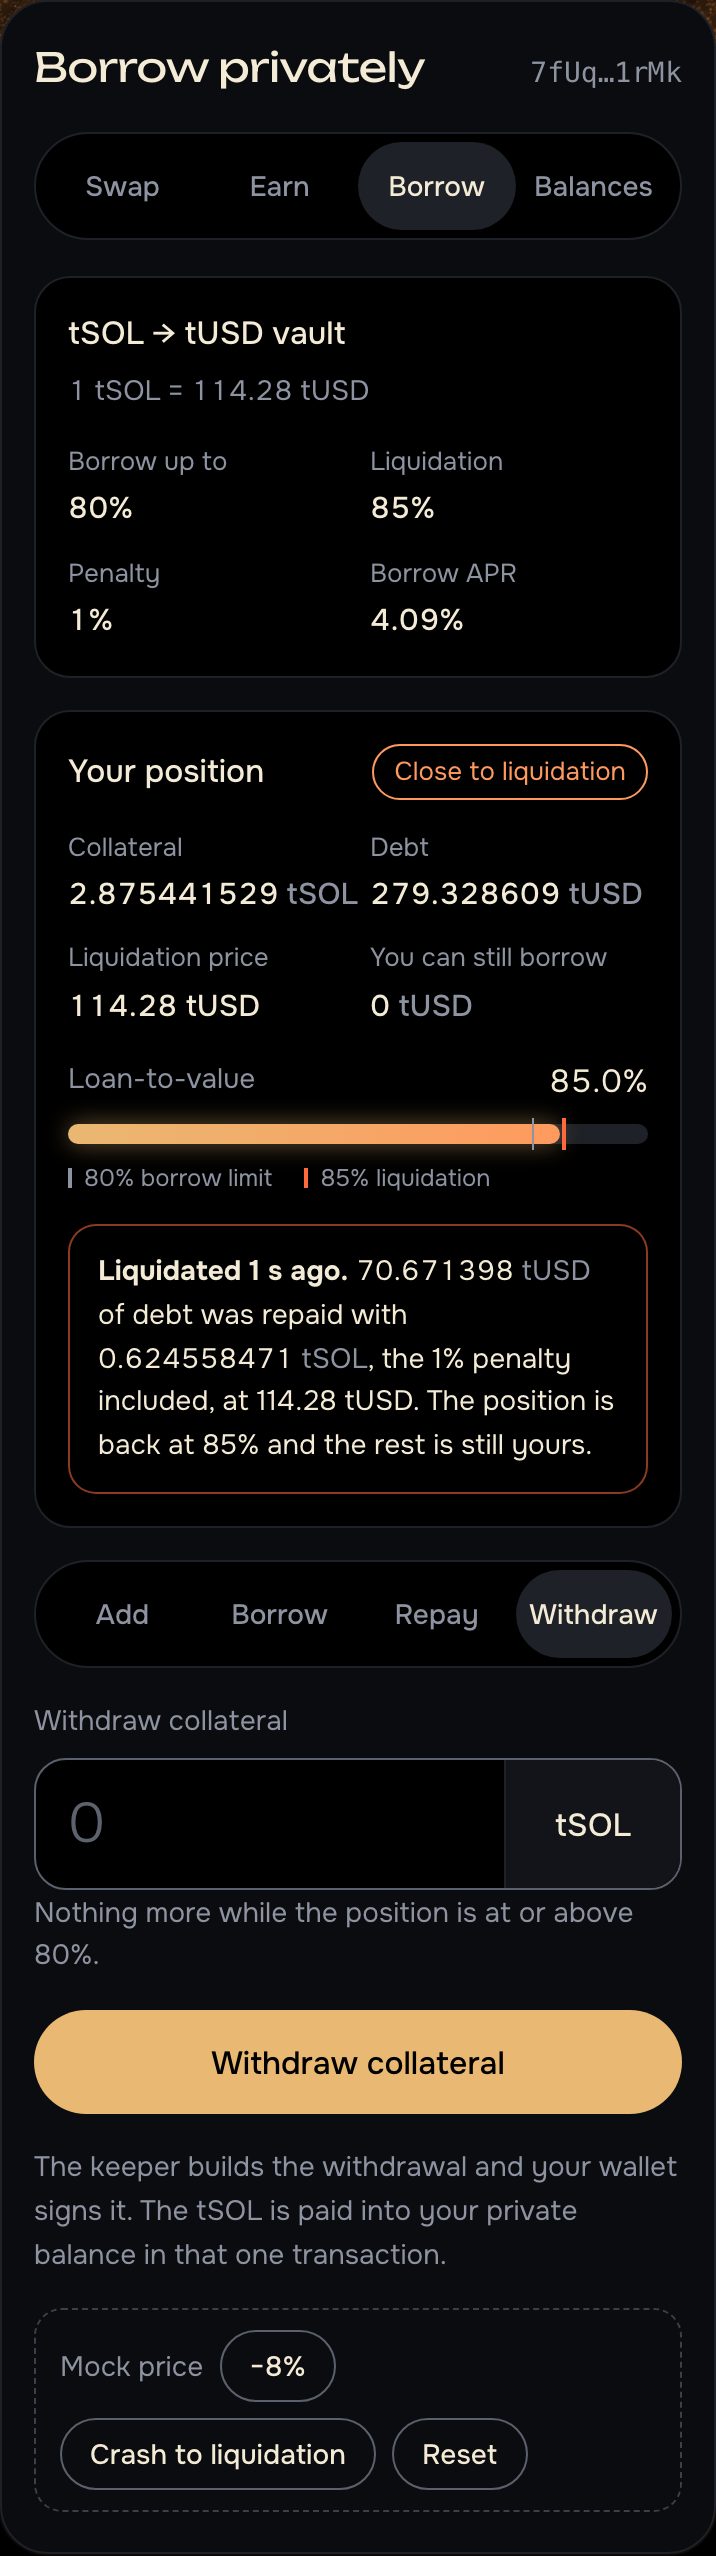 Borrow privately
7fUq…1rMk
Swap Earn Borrow Balances
tSOL → tUSD vault
1 tSOL = 114.28 tUSD
Borrow up to Liquidation
80% 85%
Penalty Borrow APR
1% 4.09%
Your position Close to liquidation
Collateral Debt
2.875441529 tSOL 279.328609 tUSD
Liquidation price You can still borrow
114.28 tUSD 0 tUSD
Loan-to-value 85.0%
80% borrow limit 85% liquidation
Liquidated 1 s ago. 70.671398 tUSD
of debt was repaid with
0.624558471 tSOL, the 1% penalty
included, at 114.28 tUSD. The position is
back at 85% and the rest is still yours.
Add Borrow Repay Withdraw
Withdraw collateral
0 tSOL
Nothing more while the position is at or above
80%.
Withdraw collateral
The keeper builds the withdrawal and your wallet
signs it. The tSOL is paid into your private
balance in that one transaction.
Mock price −8%
Crash to liquidation Reset